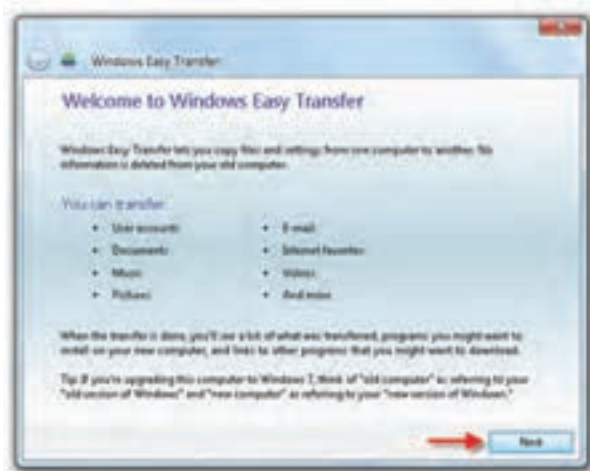 Windows Easy Transfer
Welcome to Windows Easy Transfer
Windows Easy Transfer lets you copy files and settings from one computer to another. No
information is deleted from your old computer.
You can transfer
• User accounts • E-mail
• Documents • Internet favorites
• Music • Videos
• Pictures • And more
When the transfer is done, you'll see a list of what was transferred, programs you might want to
install on your new computer, and links to other programs that you might want to download.
Tip: If you're upgrading this computer to Windows 7, think of "old computer" as referring to your
"old version of Windows" and "new computer" as referring to your "new version of Windows."
Next